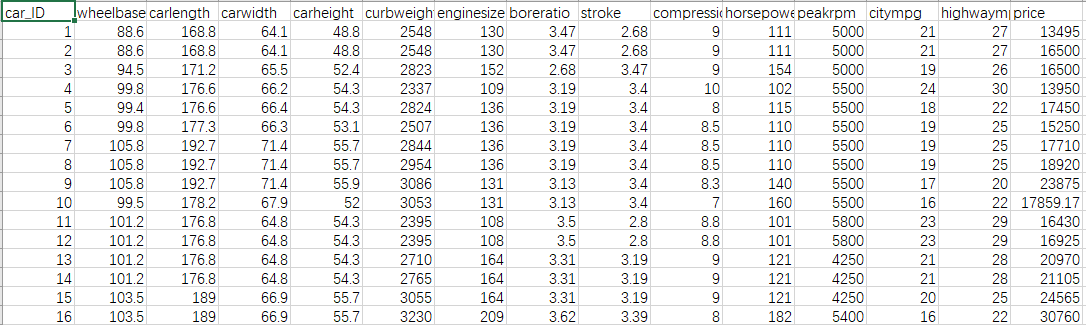 car_ID wheelbase carlength carwidth carheight curbweigh enginesize boreratio stroke compressi horsepowe peakrpm citympg highwaym price
1 88.6 168.8 64.1 48.8 2548 130 3.47 2.68 9 111 5000 21 27 13495
2 88.6 168.8 64.1 48.8 2548 130 3.47 2.68 9 111 5000 21 27 16500
3 94.5 171.2 65.5 52.4 2823 152 2.68 3.47 9 154 5000 19 26 16500
4 99.8 176.6 66.2 54.3 2337 109 3.19 3.4 10 102 5500 24 30 13950
5 99.4 176.6 66.4 54.3 2824 136 3.19 3.4 8 115 5500 18 22 17450
6 99.8 177.3 66.3 53.1 2507 136 3.19 3.4 8.5 110 5500 19 25 15250
7 105.8 192.7 71.4 55.7 2844 136 3.19 3.4 8.5 110 5500 19 25 17710
8 105.8 192.7 71.4 55.7 2954 136 3.19 3.4 8.5 110 5500 19 25 18920
9 105.8 192.7 71.4 55.9 3086 131 3.13 3.4 8.3 140 5500 17 20 23875
10 99.5 178.2 67.9 52 3053 131 3.13 3.4 7 160 5500 16 22 17859.17
11 101.2 176.8 64.8 54.3 2395 108 3.5 2.8 8.8 101 5800 23 29 16430
12 101.2 176.8 64.8 54.3 2395 108 3.5 2.8 8.8 101 5800 23 29 16925
13 101.2 176.8 64.8 54.3 2710 164 3.31 3.19 9 121 4250 21 28 20970
14 101.2 176.8 64.8 54.3 2765 164 3.31 3.19 9 121 4250 21 28 21105
15 103.5 189 66.9 55.7 3055 164 3.31 3.19 9 121 4250 20 25 24565
16 103.5 189 66.9 55.7 3230 209 3.62 3.39 8 182 5400 16 22 30760